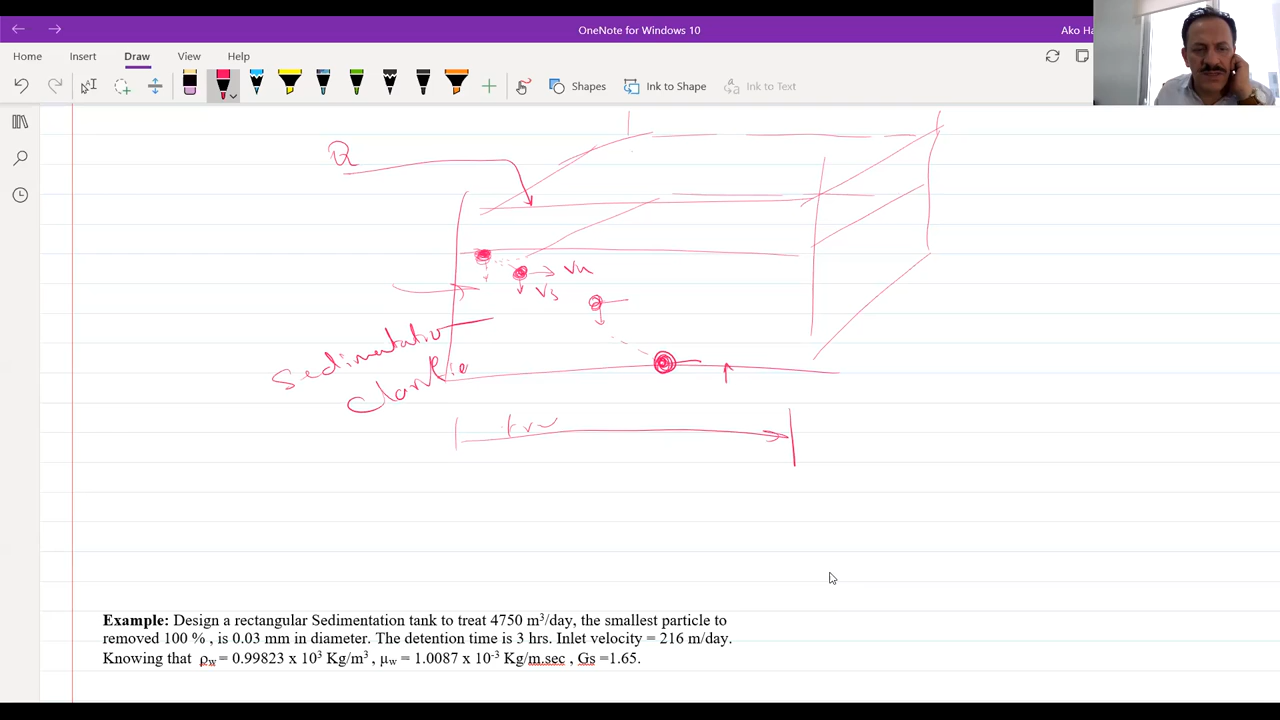 OneNote for Windows 10
Ako Ha
Home Insert Draw View Help
Shapes Ink to Shape Ink to Text
Q
Vh
Vs
Sedimentatio
Example: Design a rectangular Sedimentation tank to treat 4750 m³/day, the smallest particle to
removed 100 % , is 0.03 mm in diameter. The detention time is 3 hrs. Inlet velocity = 216 m/day.
Knowing that ρw = 0.99823 x 10³ Kg/m³ , μw = 1.0087 x 10⁻³ Kg/m.sec , Gs =1.65.